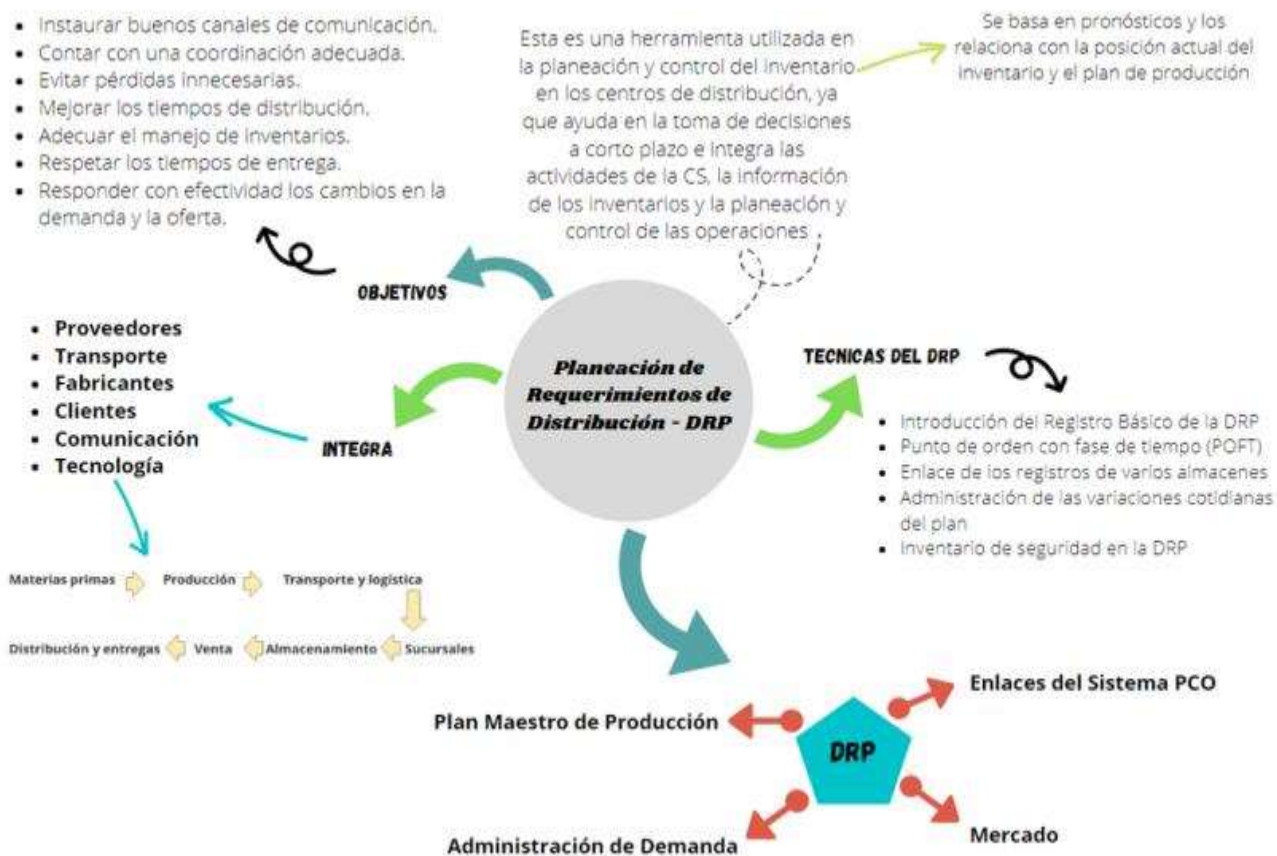 • Instaurar buenos canales de comunicación.
• Contar con una coordinación adecuada.
• Evitar pérdidas innecesarias.
• Mejorar los tiempos de distribución.
• Adecuar el manejo de inventarios.
• Respetar los tiempos de entrega.
• Responder con efectividad los cambios en la
demanda y la oferta.
Esta es una herramienta utilizada en
la planeación y control del inventario
en los centros de distribución, ya
que ayuda en la toma de decisiones
a corto plazo e integra las
actividades de la CS, la información
de los inventarios y la planeación y
control de las operaciones
Se basa en pronósticos y los
relaciona con la posición actual del
inventario y el plan de producción
OBJETIVOS
• Proveedores
• Transporte
• Fabricantes
• Clientes
• Comunicación
• Tecnología
INTEGRA
Planeación de
Requerimientos de
Distribución - DRP
TECNICAS DEL DRP
• Introducción del Registro Básico de la DRP
• Punto de orden con fase de tiempo (POFT)
• Enlace de los registros de varios almacenes
• Administración de las variaciones cotidianas
del plan
• Inventario de seguridad en la DRP
Materias primas
Producción
Transporte y logística
Distribución y entregas
Venta
Almacenamiento
Sucursales
Plan Maestro de Producción
Enlaces del Sistema PCO
DRP
Administración de Demanda
Mercado